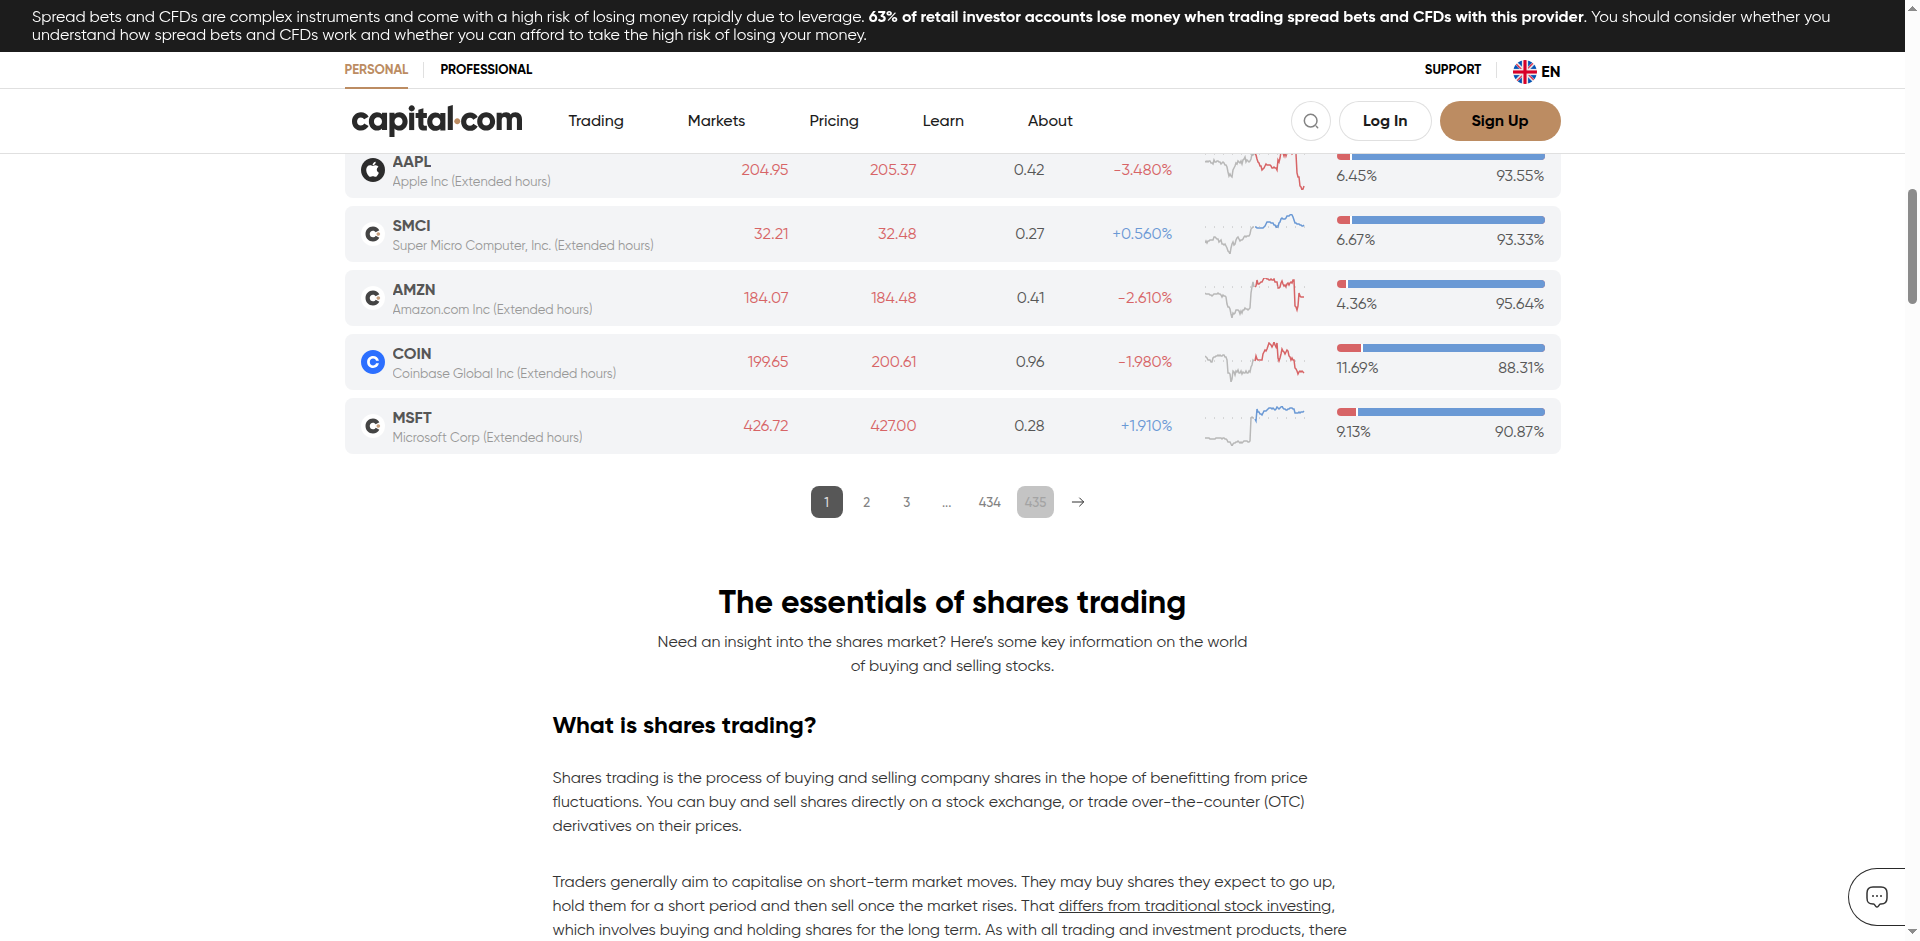 Spread bets and CFDs are complex instruments and come with a high risk of losing money rapidly due to leverage. 63% of retail investor accounts lose money when trading spread bets and CFDs with this provider. You should consider whether you
understand how spread bets and CFDs work and whether you can afford to take the high risk of losing your money.
PERSONAL PROFESSIONAL SUPPORT EN
capital.com Trading Markets Pricing Learn About Log In Sign Up
AAPL 204.95 205.37 0.42 -3.480% 6.45% 93.55%
Apple Inc (Extended hours)
SMCI 32.21 32.48 0.27 +0.560% 6.67% 93.33%
Super Micro Computer, Inc. (Extended hours)
AMZN 184.07 184.48 0.41 -2.610% 4.36% 95.64%
Amazon.com Inc (Extended hours)
COIN 199.65 200.61 0.96 -1.980% 11.69% 88.31%
Coinbase Global Inc (Extended hours)
MSFT 426.72 427.00 0.28 +1.910% 9.13% 90.87%
Microsoft Corp (Extended hours)
1 2 3 ... 434 435
The essentials of shares trading
Need an insight into the shares market? Here's some key information on the world
of buying and selling stocks.
What is shares trading?
Shares trading is the process of buying and selling company shares in the hope of benefitting from price
fluctuations. You can buy and sell shares directly on a stock exchange, or trade over-the-counter (OTC)
derivatives on their prices.
Traders generally aim to capitalise on short-term market moves. They may buy shares they expect to go up,
hold them for a short period and then sell once the market rises. That differs from traditional stock investing,
which involves buying and holding shares for the long term. As with all trading and investment products, there